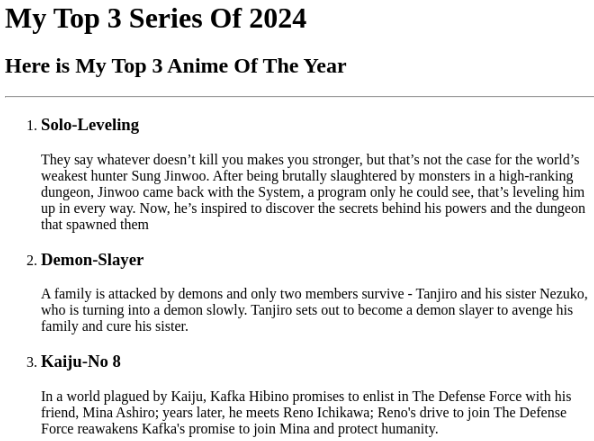 My Top 3 Series Of 2024
Here is My Top 3 Anime Of The Year
1. Solo-Leveling
They say whatever doesn’t kill you makes you stronger, but that’s not the case for the world’s
weakest hunter Sung Jinwoo. After being brutally slaughtered by monsters in a high-ranking
dungeon, Jinwoo came back with the System, a program only he could see, that’s leveling him
up in every way. Now, he’s inspired to discover the secrets behind his powers and the dungeon
that spawned them
2. Demon-Slayer
A family is attacked by demons and only two members survive - Tanjiro and his sister Nezuko,
who is turning into a demon slowly. Tanjiro sets out to become a demon slayer to avenge his
family and cure his sister.
3. Kaiju-No 8
In a world plagued by Kaiju, Kafka Hibino promises to enlist in The Defense Force with his
friend, Mina Ashiro; years later, he meets Reno Ichikawa; Reno's drive to join The Defense
Force reawakens Kafka's promise to join Mina and protect humanity.